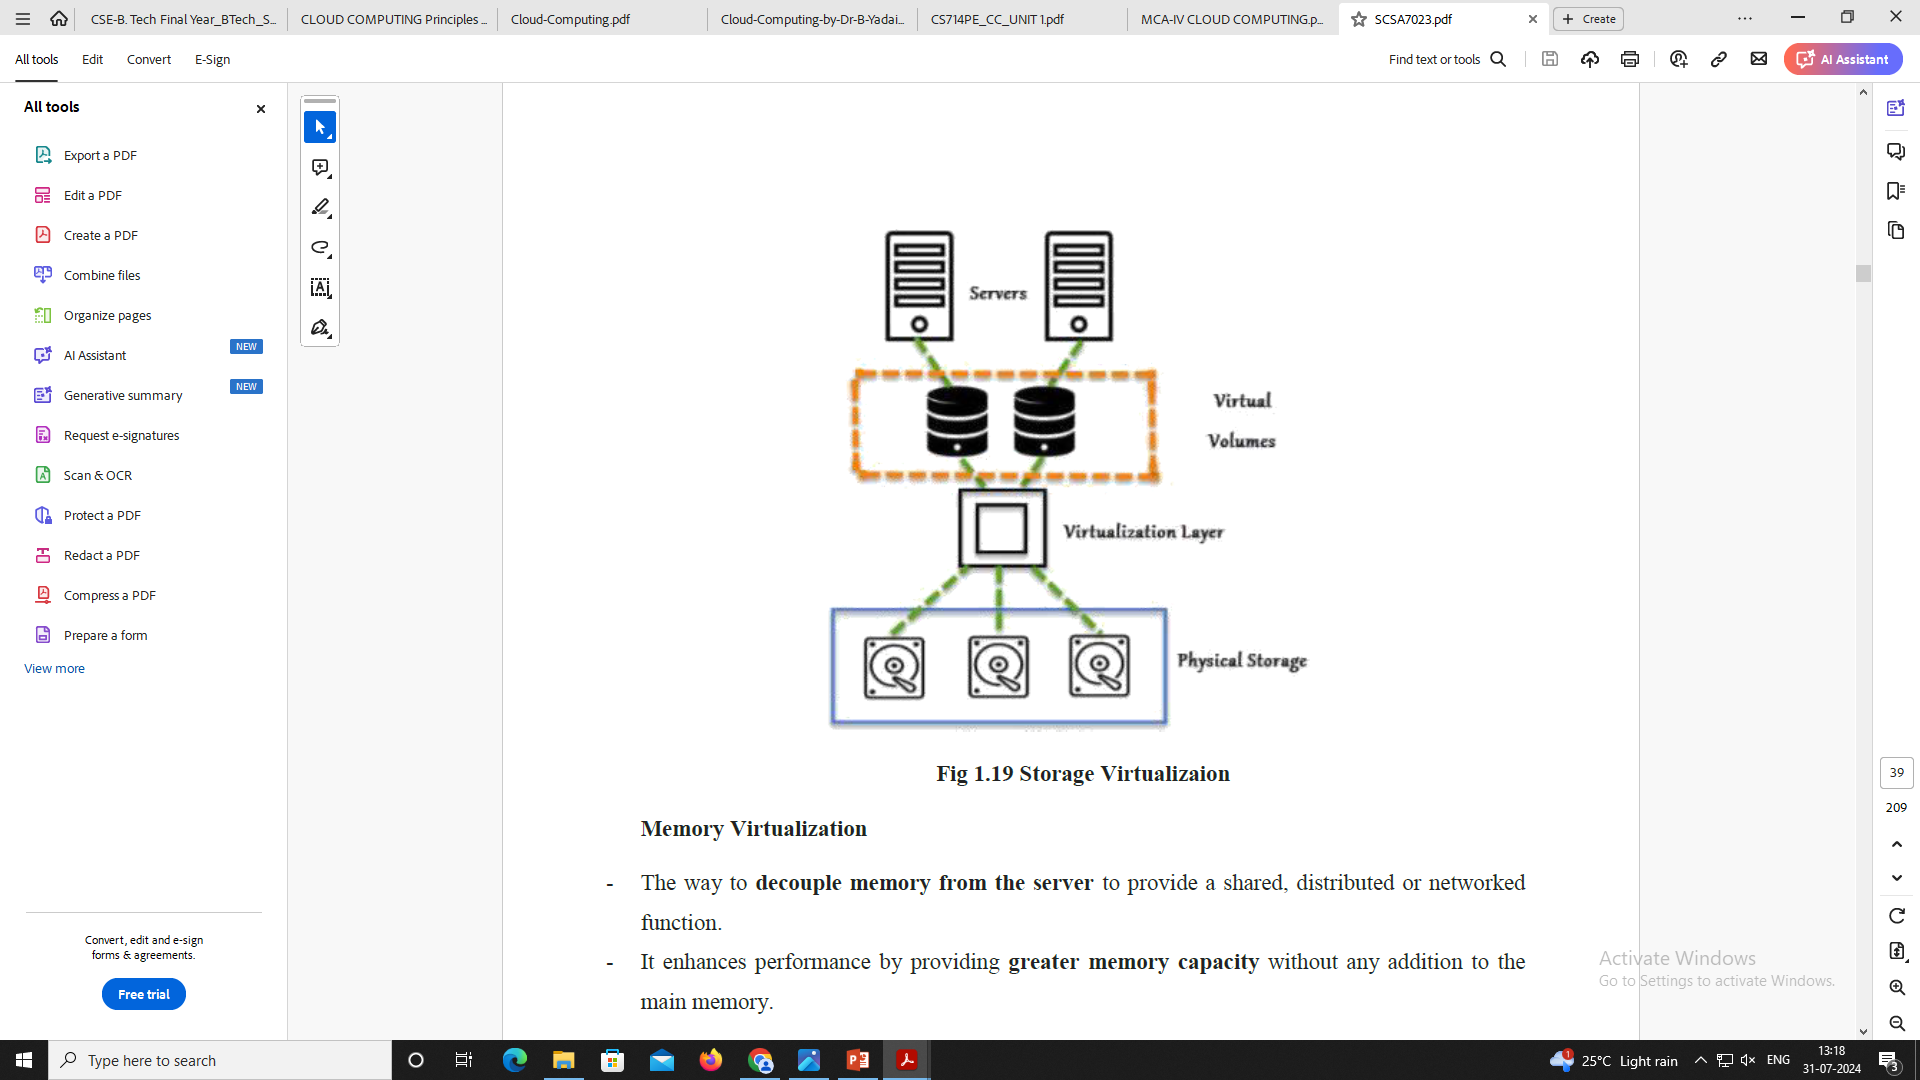 CSE-B. Tech Final Year_BTech_S...
CLOUD COMPUTING Principles ...
Cloud-Computing.pdf
Cloud-Computing-by-Dr-B-Yadai...
CS714PE_CC_UNIT 1.pdf
MCA-IV CLOUD COMPUTING.p...
SCSA7023.pdf
Create
All tools
Edit
Convert
E-Sign
Find text or tools
AI Assistant
All tools
Export a PDF
Edit a PDF
Create a PDF
Combine files
Organize pages
AI Assistant
NEW
Generative summary
NEW
Request e-signatures
Scan & OCR
Protect a PDF
Redact a PDF
Compress a PDF
Prepare a form
View more
Convert, edit and e-sign
forms & agreements.
Free trial
Servers
Virtual
Volumes
Virtualization Layer
Physical Storage
Fig 1.19 Storage Virtualizaion
Memory Virtualization
- The way to decouple memory from the server to provide a shared, distributed or networked
function.
- It enhances performance by providing greater memory capacity without any addition to the
main memory.
39
209
Activate Windows
Go to Settings to activate Windows.
Type here to search
1
25°C Light rain
ENG
13:18
31-07-2024
3